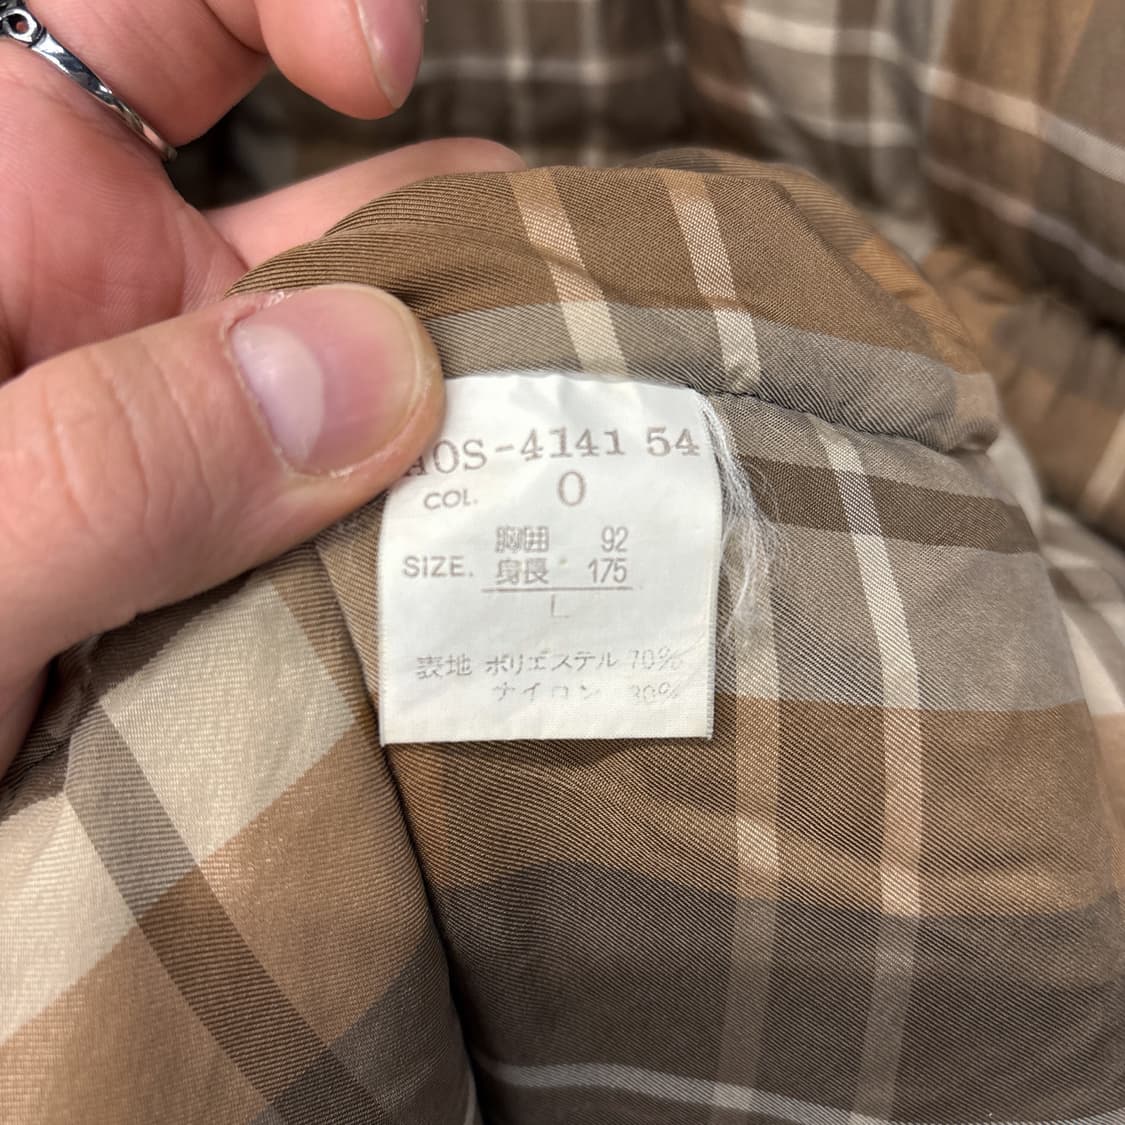 AOS-4141 54
COL. 0
胸囲 92
SIZE. 身長 175
L
表地 ポリエステル 70%
ナイロン 30%